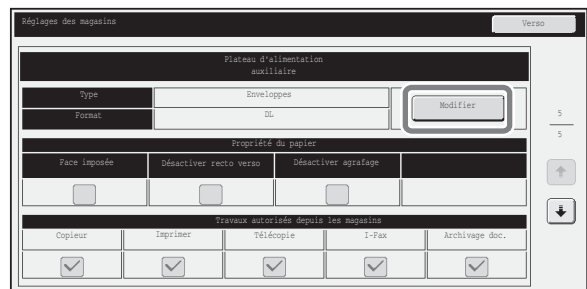 Réglages des magasins
Verso
Plateau d'alimentation
auxiliaire
Type
Enveloppes
Modifier
Format
DL
5
5
Propriété du papier
Face imposée
Désactiver recto verso
Désactiver agrafage
Travaux autorisés depuis les magasins
Copieur
Imprimer
Télécopie
I-Fax
Archivage doc.